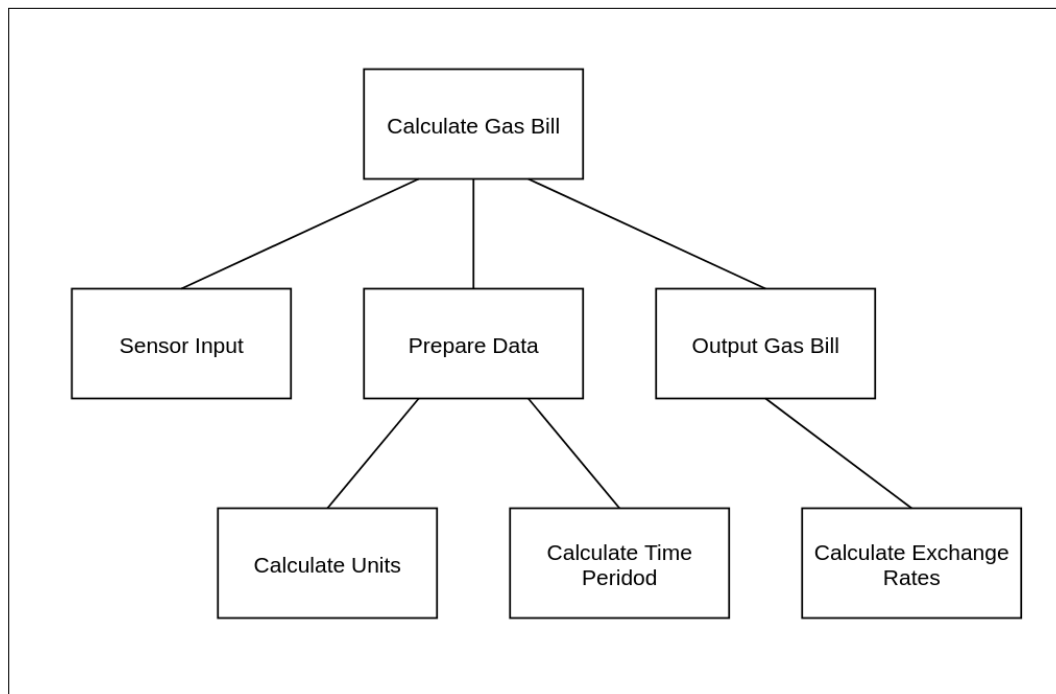 Calculate Gas Bill
Sensor Input
Prepare Data
Output Gas Bill
Calculate Units
Calculate Time
Peridod
Calculate Exchange
Rates